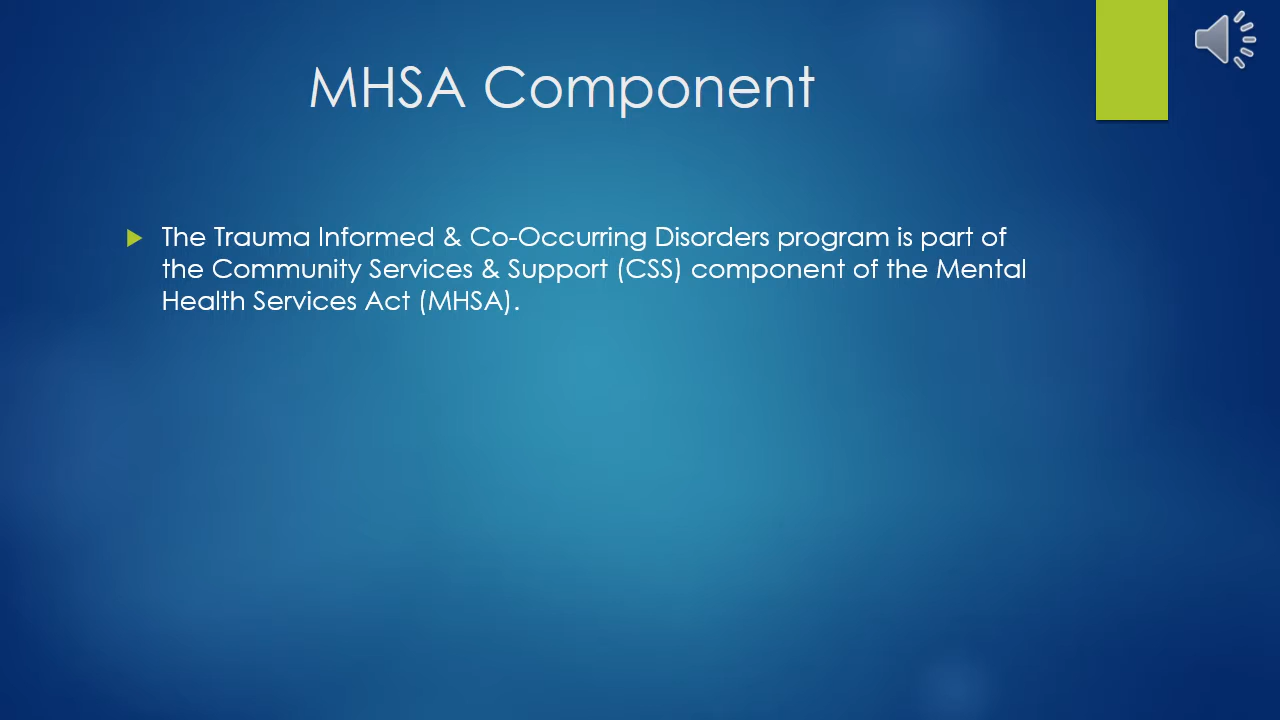 MHSA Component
The Trauma Informed & Co-Occurring Disorders program is part of
the Community Services & Support (CSS) component of the Mental
Health Services Act (MHSA).